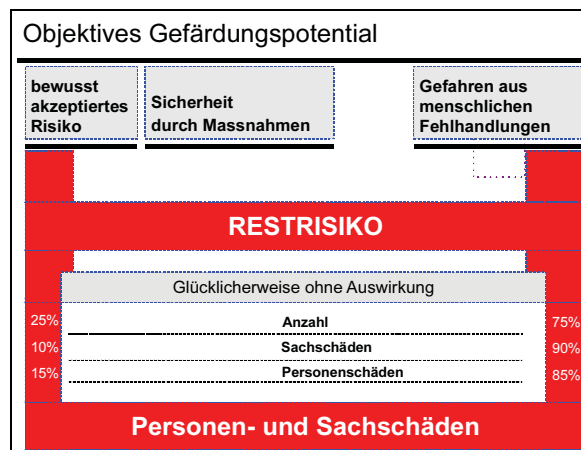 Objektives Gefärdungspotential
bewusst
akzeptiertes
Risiko
Sicherheit
durch Massnahmen
Gefahren aus
menschlichen
Fehlhandlungen
RESTRISIKO
Glücklicherweise ohne Auswirkung
25% Anzahl 75%
10% Sachschäden 90%
15% Personenschäden 85%
Personen- und Sachschäden